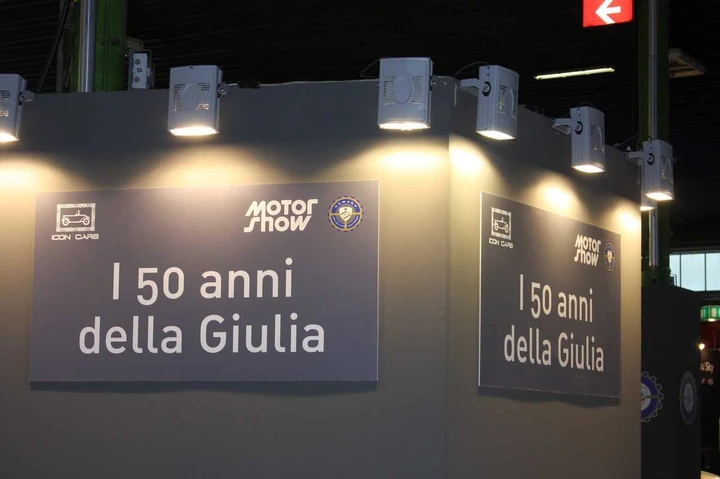 ICON CARS
MOTOR
SHOW
I 50 anni
della Giulia
ICON CARS
MOTOR
SHOW
I 50 anni
della Giulia